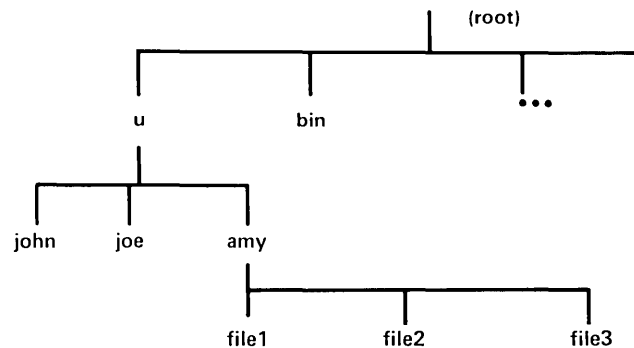 (root)
u bin •••
john joe amy
file1 file2 file3